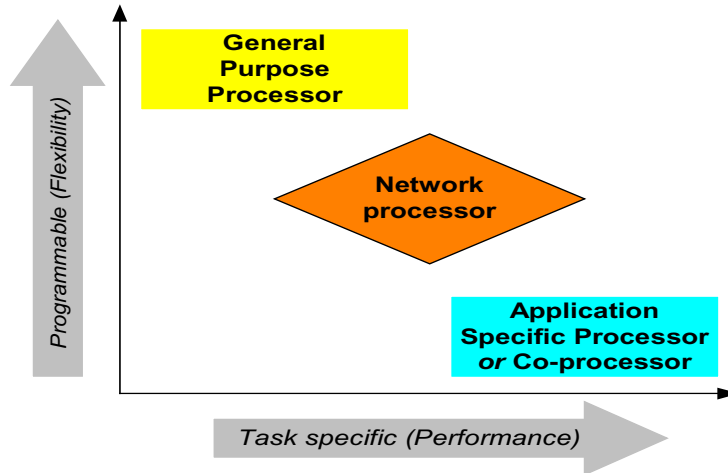 General
Purpose
Processor
Programmable (Flexibility)
Network
processor
Application
Specific Processor
or Co-processor
Task specific (Performance)